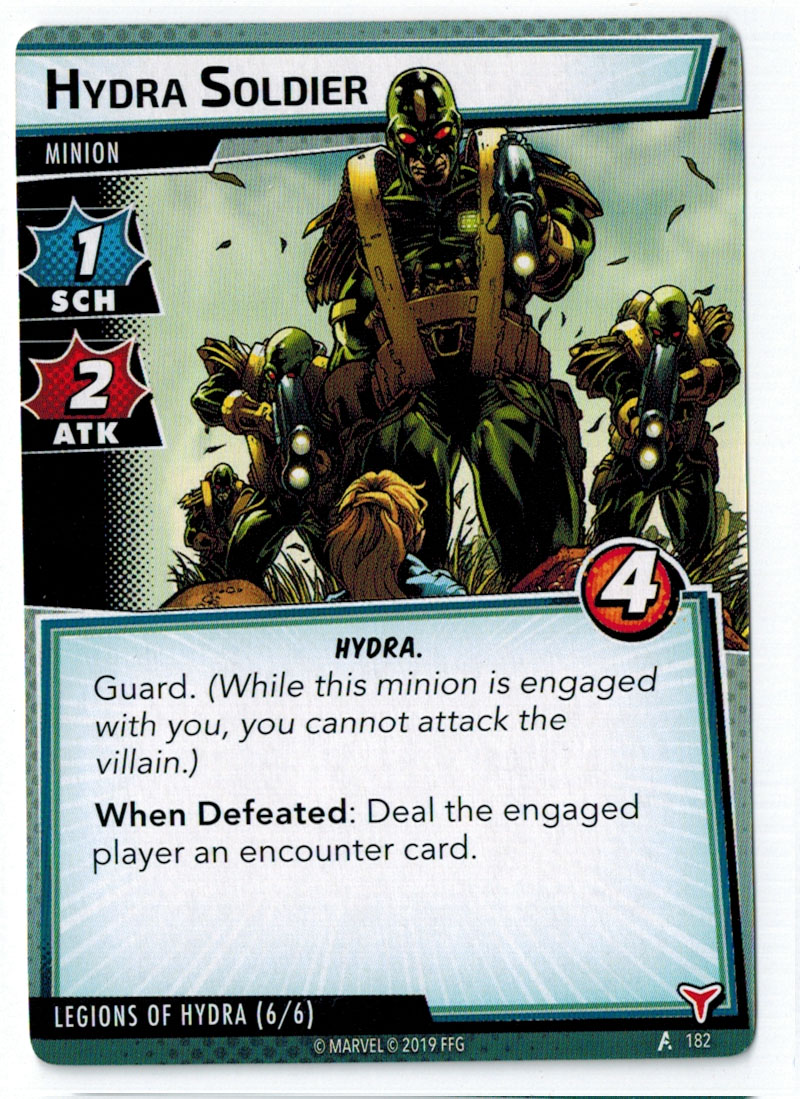 HYDRA SOLDIER
MINION
1
SCH
2
ATK
4
HYDRA.
Guard. (While this minion is engaged
with you, you cannot attack the
villain.)
When Defeated: Deal the engaged
player an encounter card.
LEGIONS OF HYDRA (6/6)
© MARVEL © 2019 FFG
182